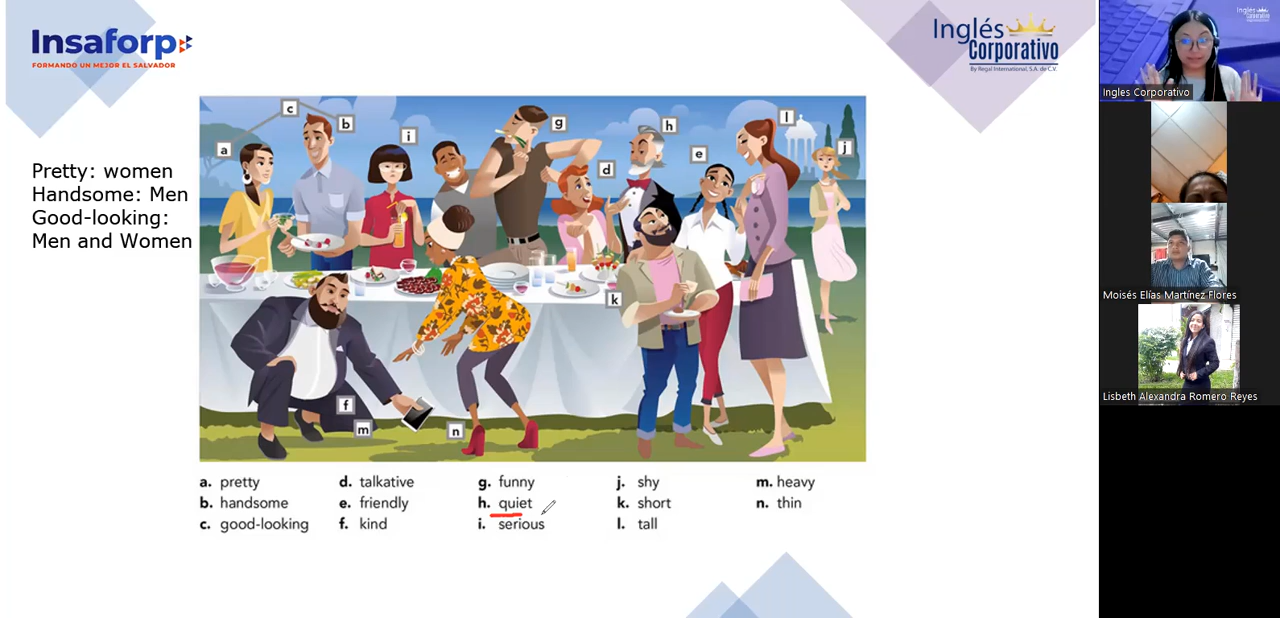 Insaforp
FORMANDO UN MEJOR EL SALVADOR
Inglés
Corporativo
By Regal International, S.A. de C.V.
Pretty: women
Handsome: Men
Good-looking:
Men and Women
c
b
a
i
g
h
l
j
d
e
k
f
m
n
a. pretty
b. handsome
c. good-looking
d. talkative
e. friendly
f. kind
g. funny
h. quiet
i. serious
j. shy
k. short
l. tall
m. heavy
n. thin
Inglés
Corporativo
Ingles Corporativo
Moisés Elías Martínez Flores
Lisbeth Alexandra Romero Reyes